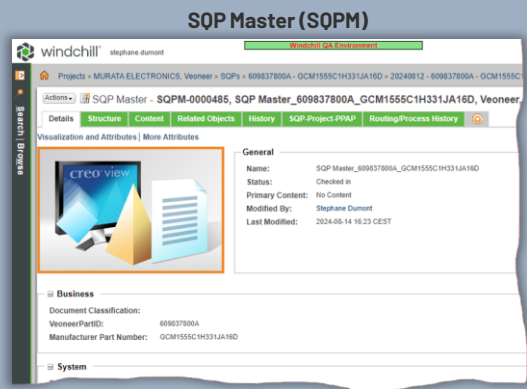 SQP Master (SQPM)
windchill® stephane.dumont
Windchill QA Environment
Projects > MURATA ELECTRONICS, Veoneer > SQPs > 609837800A - GCM1555C1H331JA16D > 20240812 - 609837800A - GCM1555C1
Actions SQP Master - SQPM-0000485, SQP Master_609837800A_GCM1555C1H331JA16D, Veoneer
Details Structure Content Related Objects History SQP-Project-PPAP Routing/Process History
Search | Browse
Visualization and Attributes | More Attributes
creo view
General
Name: SQP Master_609837800A_GCM1555C1H331JA16D
Status: Checked in
Primary Content: No Content
Modified By: Stephane Dumont
Last Modified: 2024-08-14 16:23 CEST
Business
Document Classification:
VeoneerPartID: 609837800A
Manufacturer Part Number: GCM1555C1H331JA16D
System